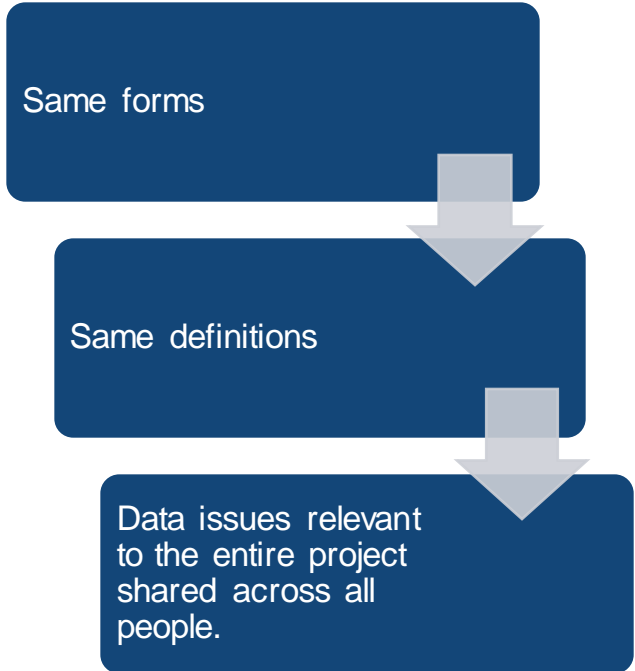 Same forms
Same definitions
Data issues relevant
to the entire project
shared across all
people.